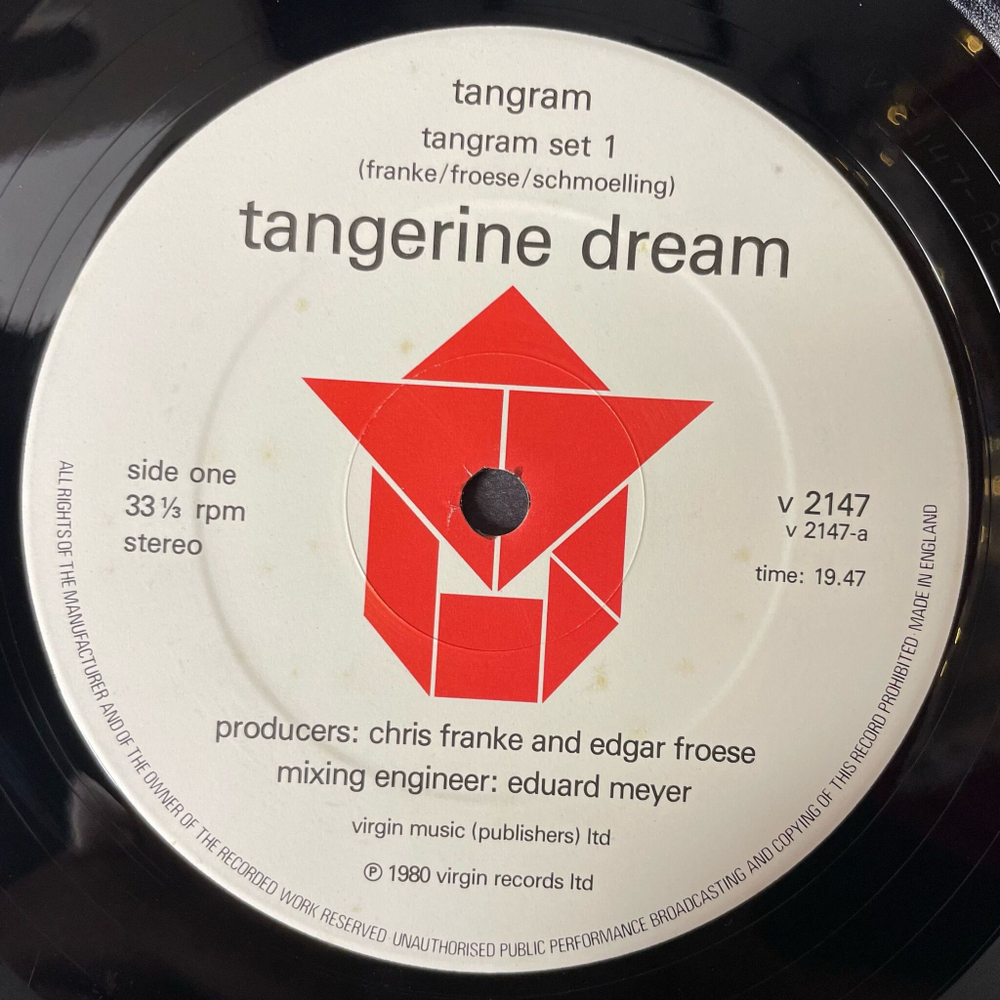 tangram
tangram set 1
(franke/froese/schmoelling)
tangerine dream
side one
33 ⅓ rpm
stereo
v 2147
v 2147-a
time: 19.47
producers: chris franke and edgar froese
mixing engineer: eduard meyer
virgin music (publishers) ltd
℗ 1980 virgin records ltd
ALL RIGHTS OF THE MANUFACTURER AND OF THE OWNER OF THE RECORDED WORK RESERVED · UNAUTHORISED PUBLIC PERFORMANCE BROADCASTING AND COPYING OF THIS RECORD PROHIBITED · MADE IN ENGLAND